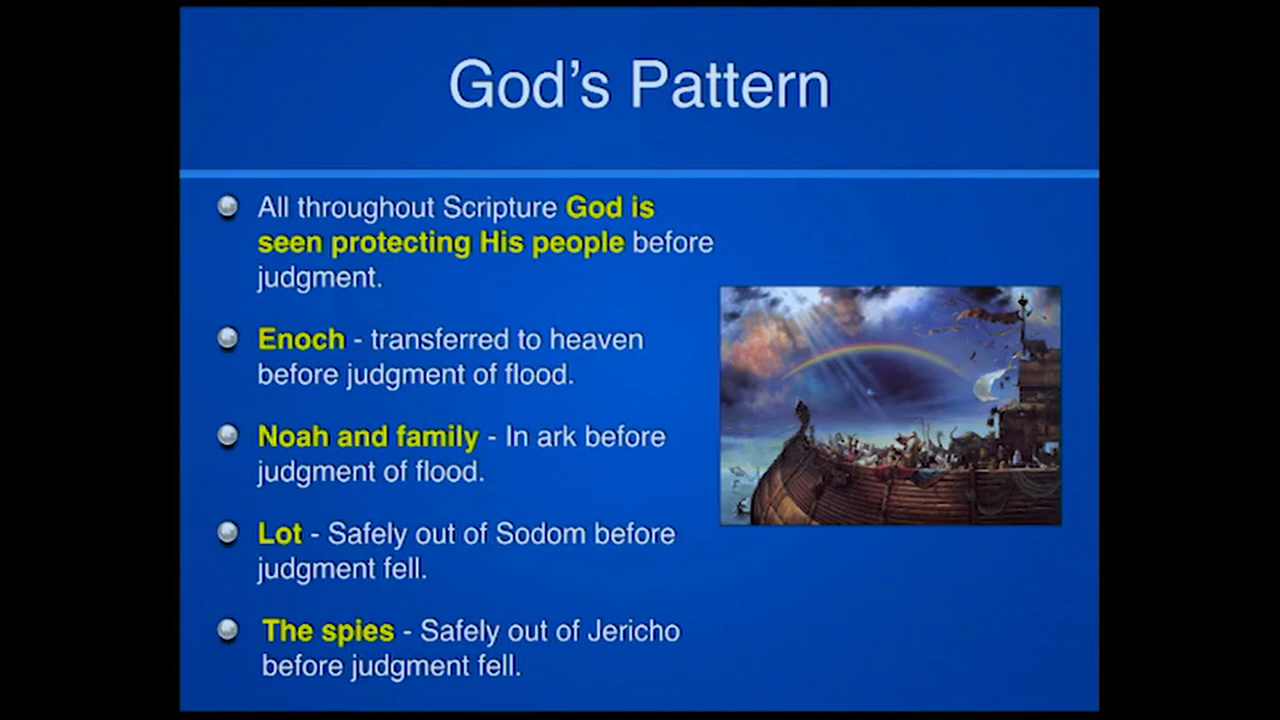 God’s Pattern
All throughout Scripture God is
seen protecting His people before
judgment.
Enoch - transferred to heaven
before judgment of flood.
Noah and family - In ark before
judgment of flood.
Lot - Safely out of Sodom before
judgment fell.
The spies - Safely out of Jericho
before judgment fell.